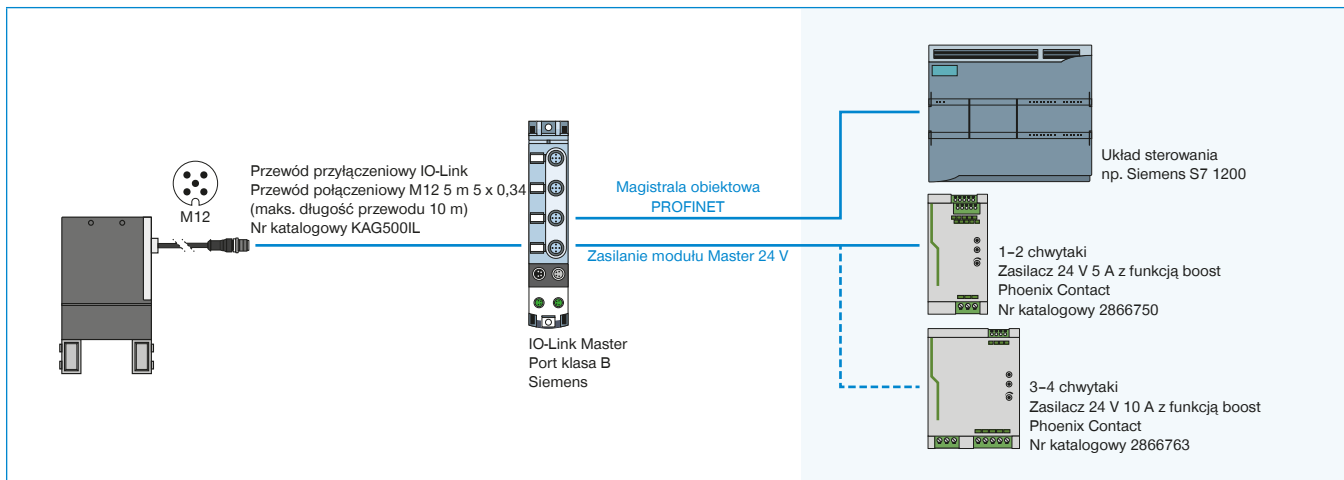 M12
Przewód przyłączeniowy IO-Link
Przewód połączeniowy M12 5 m 5 x 0,34
(maks. długość przewodu 10 m)
Nr katalogowy KAG500IL
IO-Link Master
Port klasa B
Siemens
Magistrala obiektowa
PROFINET
Zasilanie modułu Master 24 V
Układ sterowania
np. Siemens S7 1200
1–2 chwytaki
Zasilacz 24 V 5 A z funkcją boost
Phoenix Contact
Nr katalogowy 2866750
3–4 chwytaki
Zasilacz 24 V 10 A z funkcją boost
Phoenix Contact
Nr katalogowy 2866763